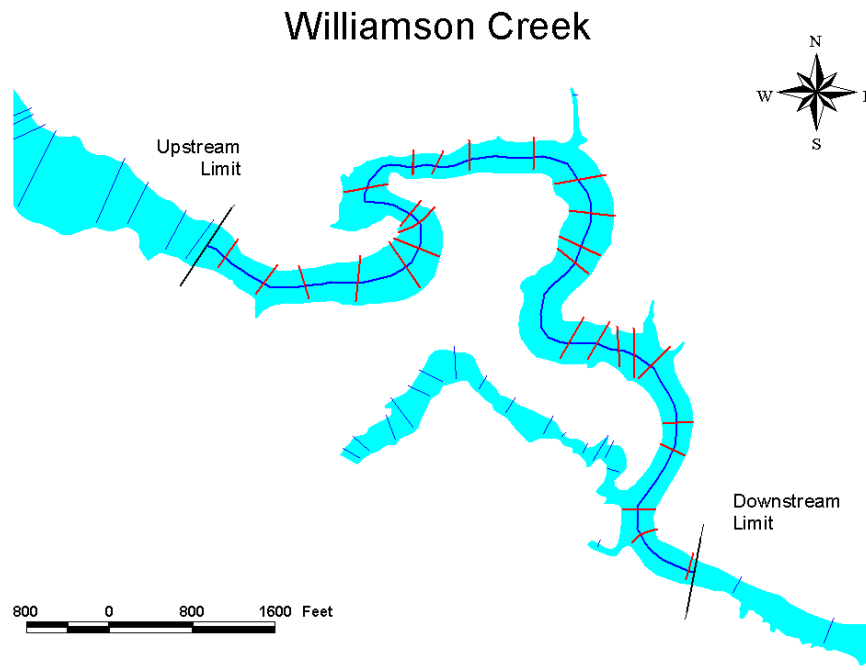 Williamson Creek
N
W
E
S
Upstream
Limit
Downstream
Limit
800 0 800 1600 Feet